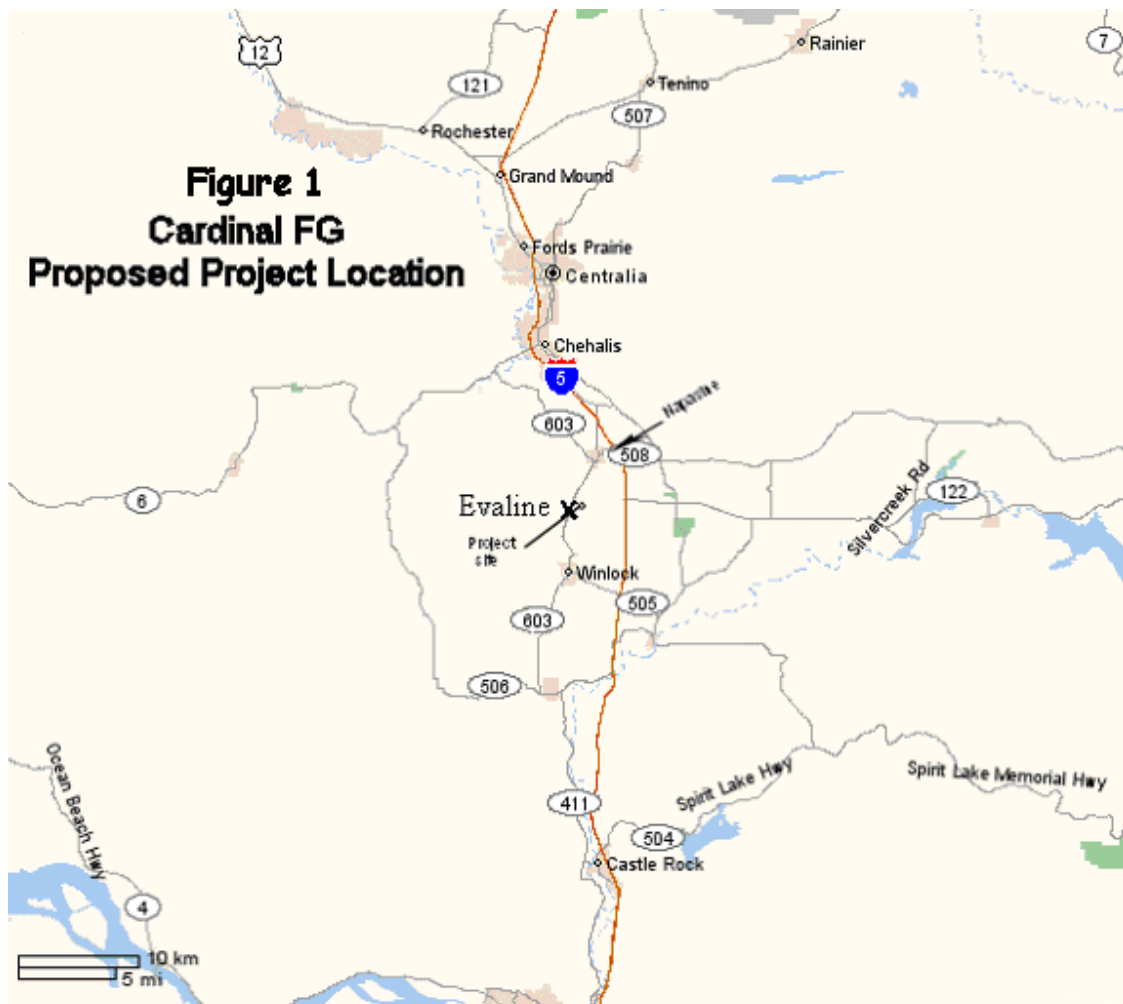 12
7
Rainier
121
Tenino
507
Rochester
Grand Mound
Figure 1
Cardinal FG
Proposed Project Location
Fords Prairie
Centralia
Chehalis
5
Napavine
603
508
6
Evaline
Silvercreek Rd
122
Project
site
Winlock
505
603
506
Ocean Beach Hwy
411
Spirit Lake Hwy
Spirit Lake Memorial Hwy
504
Castle Rock
4
10 km
5 mi